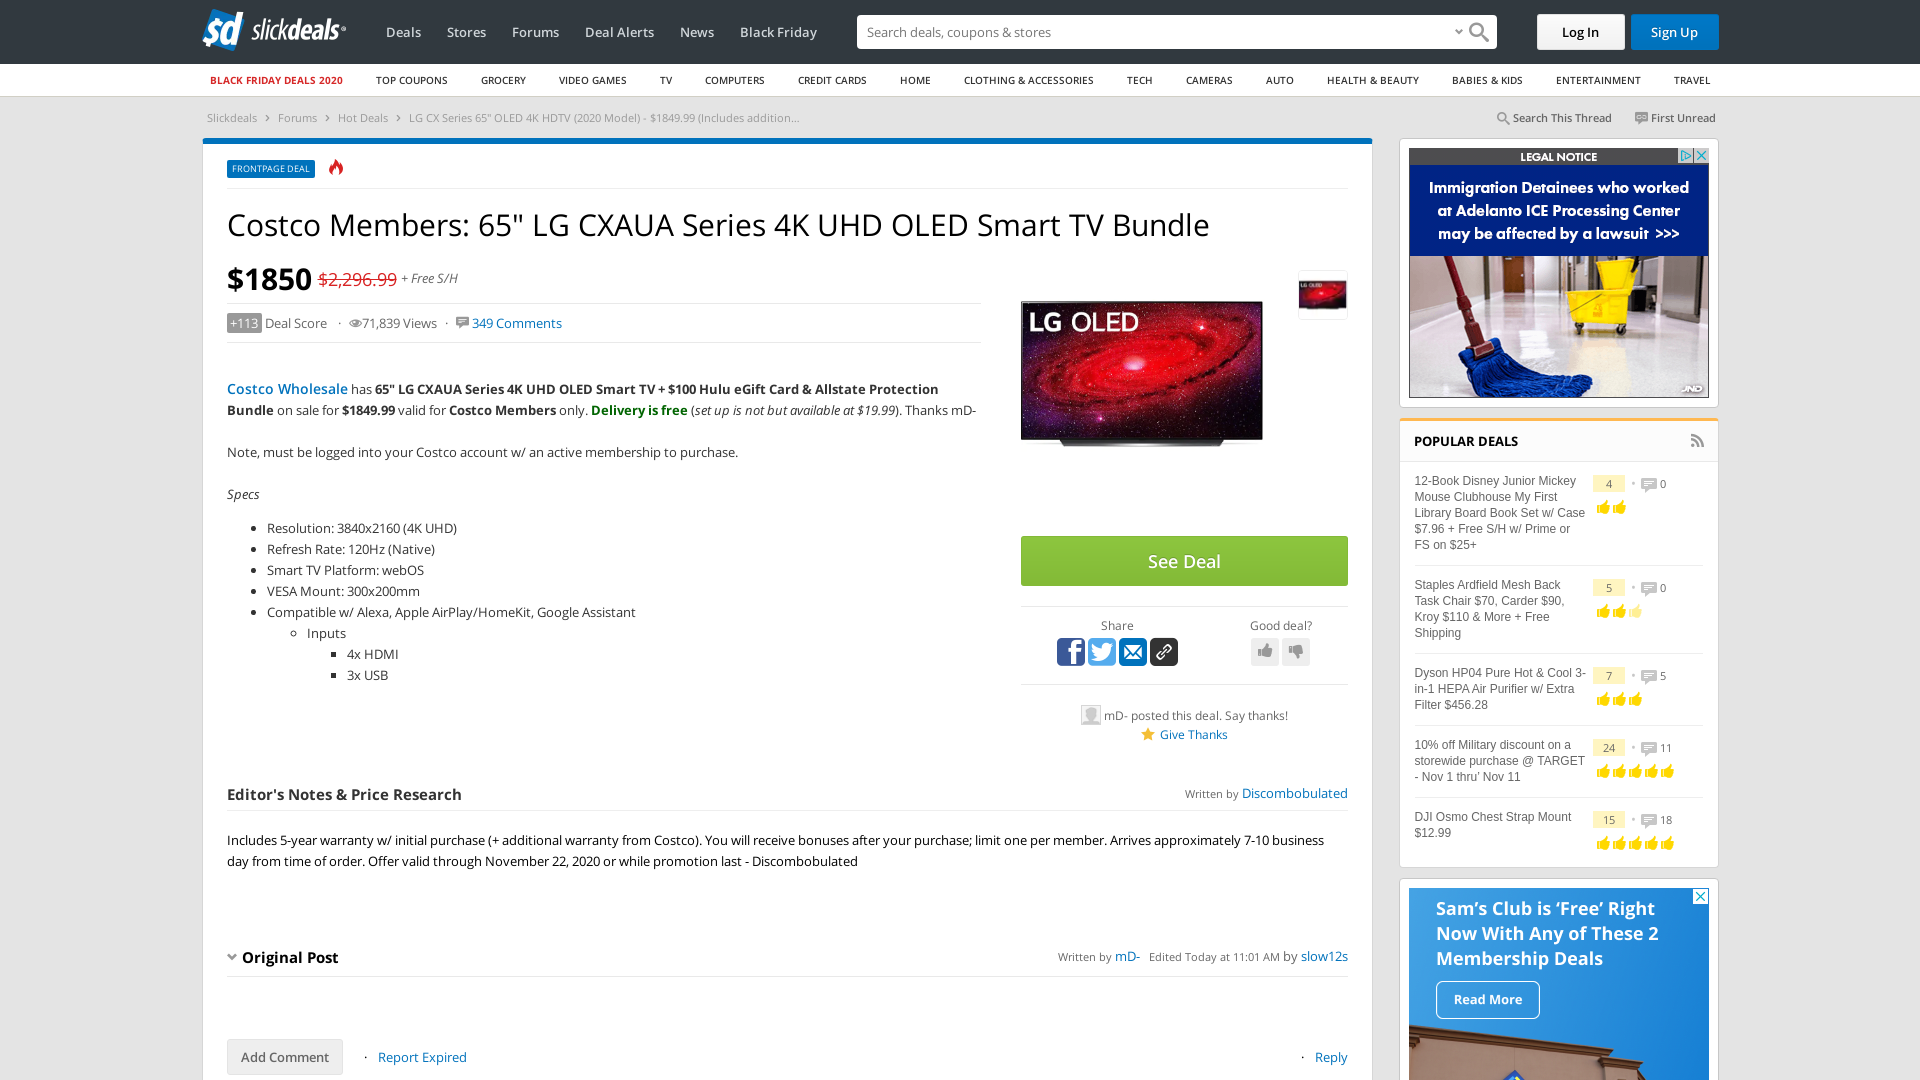 sd slickdeals
Deals
Stores
Forums
Deal Alerts
News
Black Friday
Search deals, coupons & shopping
Log In
Sign Up
BLACK FRIDAY DEALS 2020
TOP COUPONS
GROCERY
VIDEO GAMES
TV
COMPUTERS
CREDIT CARDS
HOME
CLOTHING & ACCESSORIES
TECH
CAMERAS
AUTO
HEALTH & BEAUTY
BABIES & KIDS
ENTERTAINMENT
TRAVEL
Slickdeals › Forums › Hot Deals › LG CX Series 65" OLED 4K HDTV (2020 Model) - $1849.99 (Includes addition...
Search This Thread
First Unread
FRONTPAGE DEAL
Costco Members: 65" LG CXAUA Series 4K UHD OLED Smart TV Bundle
$1850 $2,296.99 + Free S/H
+113 Deal Score · 71,839 Views · 349 Comments
Costco Wholesale has 65" LG CXAUA Series 4K UHD OLED Smart TV + $100 Hulu eGift Card & Allstate Protection
Bundle on sale for $1849.99 valid for Costco Members only. Delivery is free (set up is not but available at $19.99). Thanks mD-
Note, must be logged into your Costco account w/ an active membership to purchase.
Specs
Resolution: 3840x2160 (4K UHD)
Refresh Rate: 120Hz (Native)
Smart TV Platform: webOS
VESA Mount: 300x200mm
Compatible w/ Alexa, Apple AirPlay/HomeKit, Google Assistant
Inputs
4x HDMI
3x USB
LG OLED
LG OLED
See Deal
Share
Good deal?
mD- posted this deal. Say thanks!
Give Thanks
Editor's Notes & Price Research
Written by Discombobulated
Includes 5-year warranty w/ initial purchase (+ additional warranty from Costco). You will receive bonuses after your purchase; limit one per member. Arrives approximately 7-10 business
day from time of order. Offer valid through November 22, 2020 or while promotion last - Discombobulated
Original Post
Written by mD- Edited Today at 11:01 AM by slow12s
Add Comment
· Report Expired
· Reply
LEGAL NOTICE
Immigration Detainees who worked
at Adelanto ICE Processing Center
may be affected by a lawsuit >>>
JND
POPULAR DEALS
12-Book Disney Junior Mickey
Mouse Clubhouse My First
Library Board Book Set w/ Case
$7.96 + Free S/H w/ Prime or
FS on $25+
4 • 0
Staples Ardfield Mesh Back
Task Chair $70, Carder $90,
Kroy $110 & More + Free
Shipping
5 • 0
Dyson HP04 Pure Hot & Cool 3-
in-1 HEPA Air Purifier w/ Extra
Filter $456.28
7 • 5
10% off Military discount on a
storewide purchase @ TARGET
- Nov 1 thru' Nov 11
24 • 11
DJI Osmo Chest Strap Mount
$12.99
15 • 18
Sam's Club is 'Free' Right
Now With Any of These 2
Membership Deals
Read More